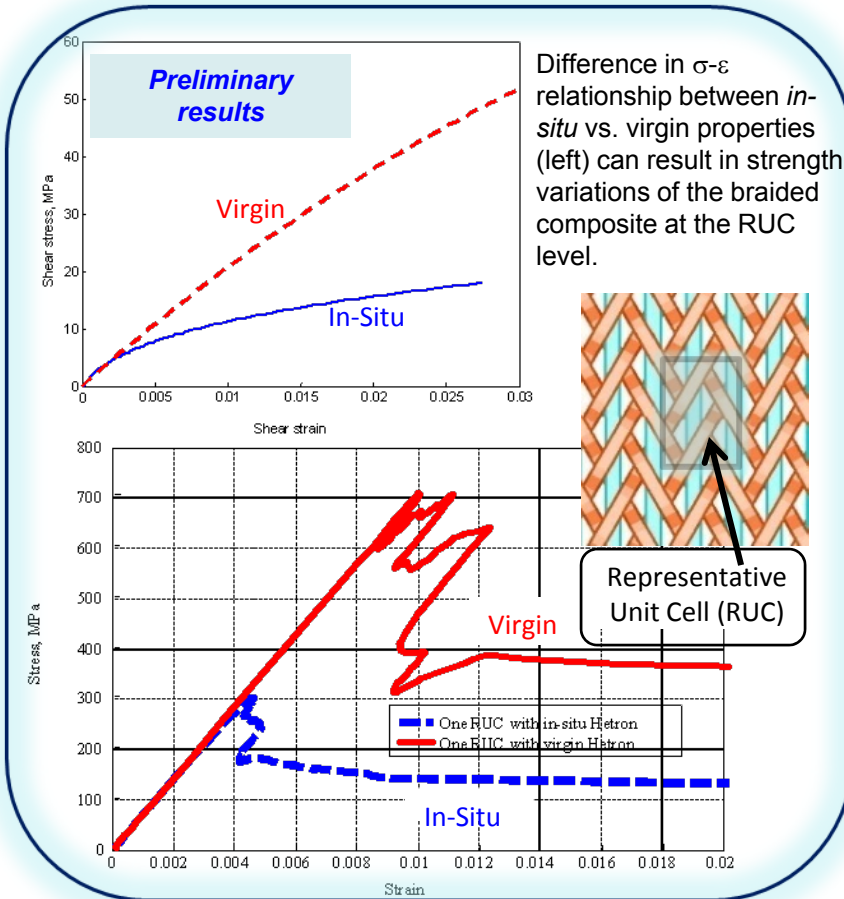 Preliminary
results
60
50
40
30
20
10
0
Shear stress, MPa
Virgin
In-Situ
0
0.005
0.01
0.015
0.02
0.025
0.03
Shear strain
Difference in σ-ε
relationship between in-
situ vs. virgin properties
(left) can result in strength
variations of the braided
composite at the RUC
level.
Representative
Unit Cell (RUC)
800
700
600
500
400
300
200
100
0
Stress, MPa
Virgin
One RUC with in-situ Hetron
One RUC with virgin Hetron
In-Situ
0
0.002
0.004
0.006
0.008
0.01
0.012
0.014
0.016
0.018
0.02
Strain